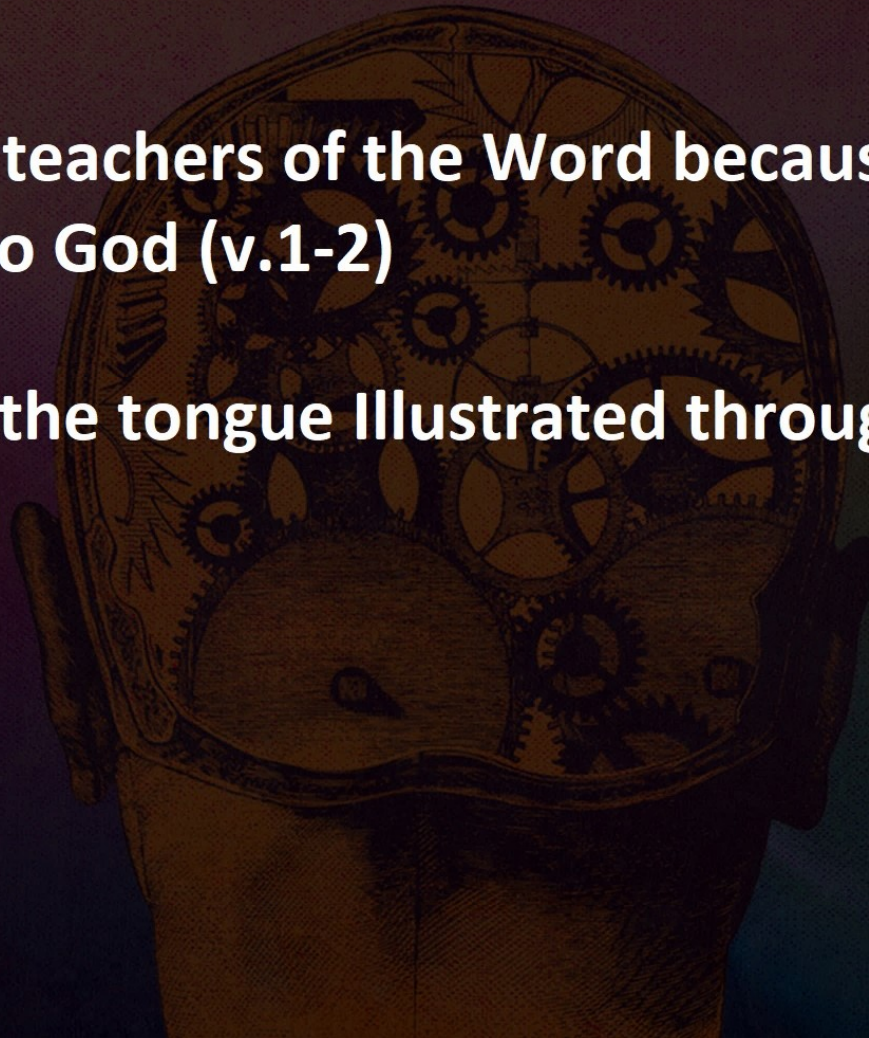 teachers of the Word becaus
o God (v.1-2)
the tongue Illustrated throug